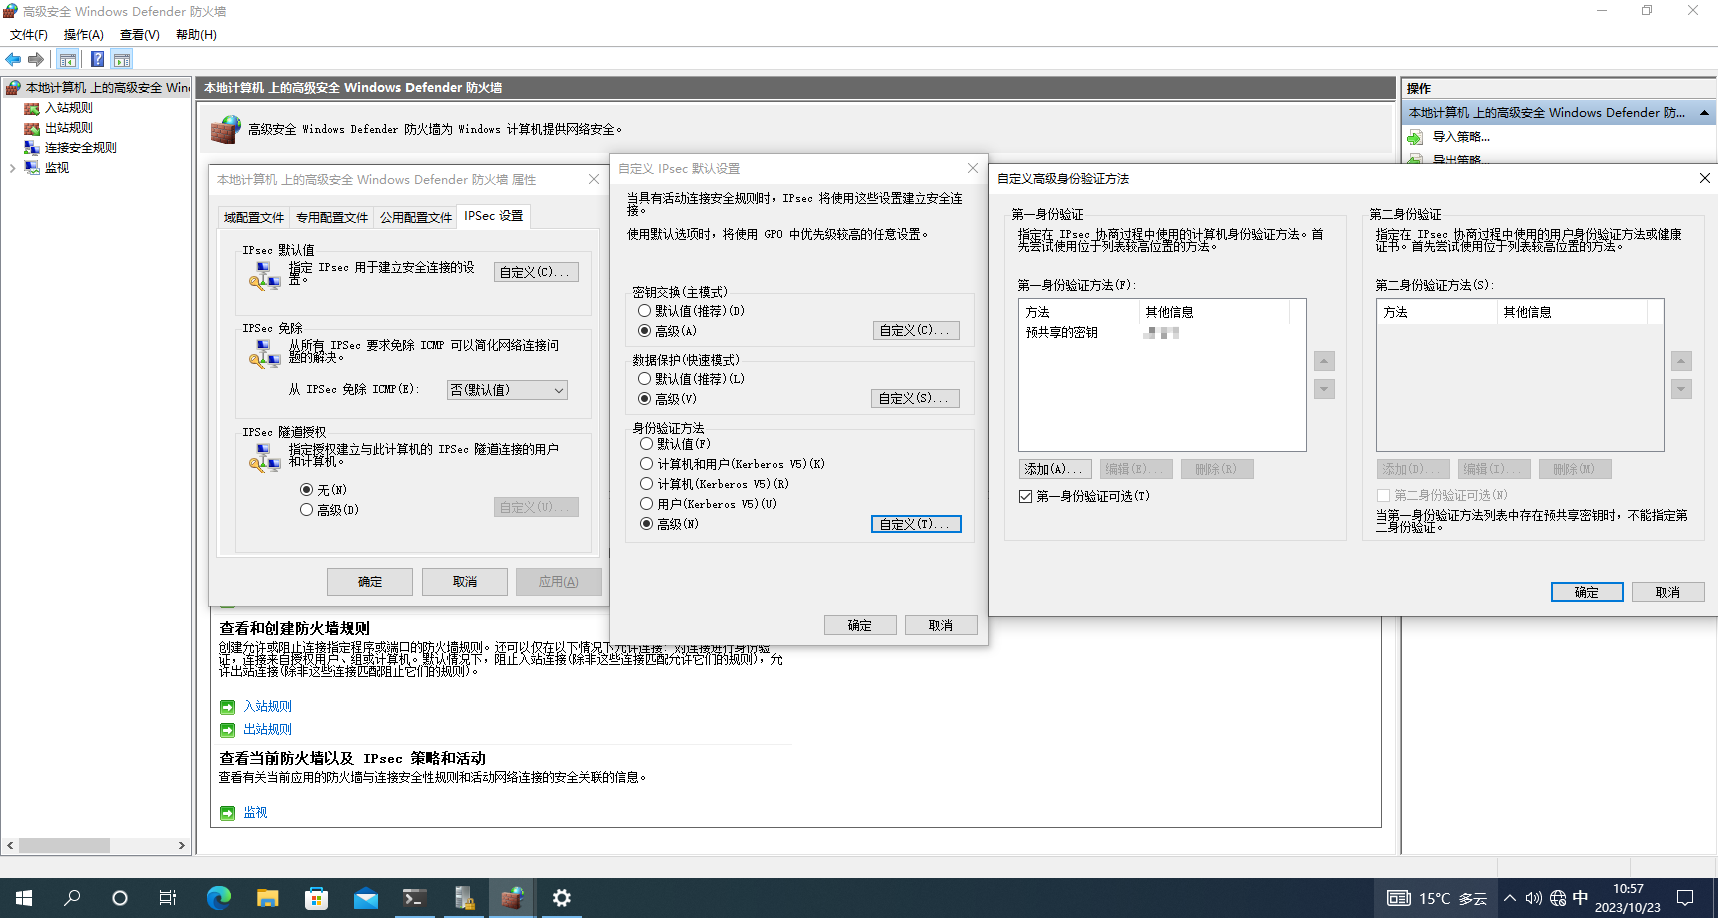 高级安全 Windows Defender 防火墙
文件(F) 操作(A) 查看(V) 帮助(H)
本地计算机 上的高级安全 Win
入站规则
出站规则
连接安全规则
监视
本地计算机 上的高级安全 Windows Defender 防火墙
高级安全 Windows Defender 防火墙为 Windows 计算机提供网络安全。
操作
本地计算机 上的高级安全 Windows Defender 防...
导入策略...
导出策略...
本地计算机 上的高级安全 Windows Defender 防火墙 属性
域配置文件 专用配置文件 公用配置文件 IPSec 设置
IPsec 默认值
指定 IPsec 用于建立安全连接的设
置。
自定义(C)...
IPSec 免除
从所有 IPSec 要求免除 ICMP 可以简化网络连接问
题的解决。
从 IPSec 免除 ICMP(E): 否(默认值)
IPSec 隧道授权
指定授权建立与此计算机的 IPSec 隧道连接的用户
和计算机。
无(N)
高级(D)
自定义(U)...
确定 取消 应用(A)
自定义 IPsec 默认设置
当具有活动连接安全规则时，IPsec 将使用这些设置建立安全连
接。
使用默认选项时，将使用 GPO 中优先级较高的任意设置。
密钥交换(主模式)
默认值(推荐)(D)
高级(A) 自定义(C)...
数据保护(快速模式)
默认值(推荐)(L)
高级(V) 自定义(S)...
身份验证方法
默认值(F)
计算机和用户(Kerberos V5)(K)
计算机(Kerberos V5)(R)
用户(Kerberos V5)(U)
高级(N) 自定义(T)...
确定 取消
自定义高级身份验证方法
第一身份验证
指定在 IPsec 协商过程中使用的计算机身份验证方法。首
先尝试使用位于列表较高位置的方法。
第一身份验证方法(F):
方法 其他信息
预共享的密钥
添加(A)... 编辑(E)... 删除(R)
第一身份验证可选(T)
第二身份验证
指定在 IPsec 协商过程中使用的用户身份验证方法或健康
证书。首先尝试使用位于列表较高位置的方法。
第二身份验证方法(S):
方法 其他信息
添加(D)... 编辑(I)... 删除(M)
第二身份验证可选(N)
当第一身份验证方法列表中存在预共享密钥时，不能指定第
二身份验证。
确定 取消
查看和创建防火墙规则
创建允许或阻止连接指定程序或端口的防火墙规则。还可以仅在以下情况下允许连接: 对连接进行身份验
证，连接来自授权用户、组或计算机。默认情况下，阻止入站连接(除非这些连接匹配允许它们的规则)，允
许出站连接(除非这些连接匹配阻止它们的规则)。
入站规则
出站规则
查看当前防火墙以及 IPsec 策略和活动
查看有关当前应用的防火墙与连接安全性规则和活动网络连接的安全关联的信息。
监视
15°C 多云
中
10:57
2023/10/23